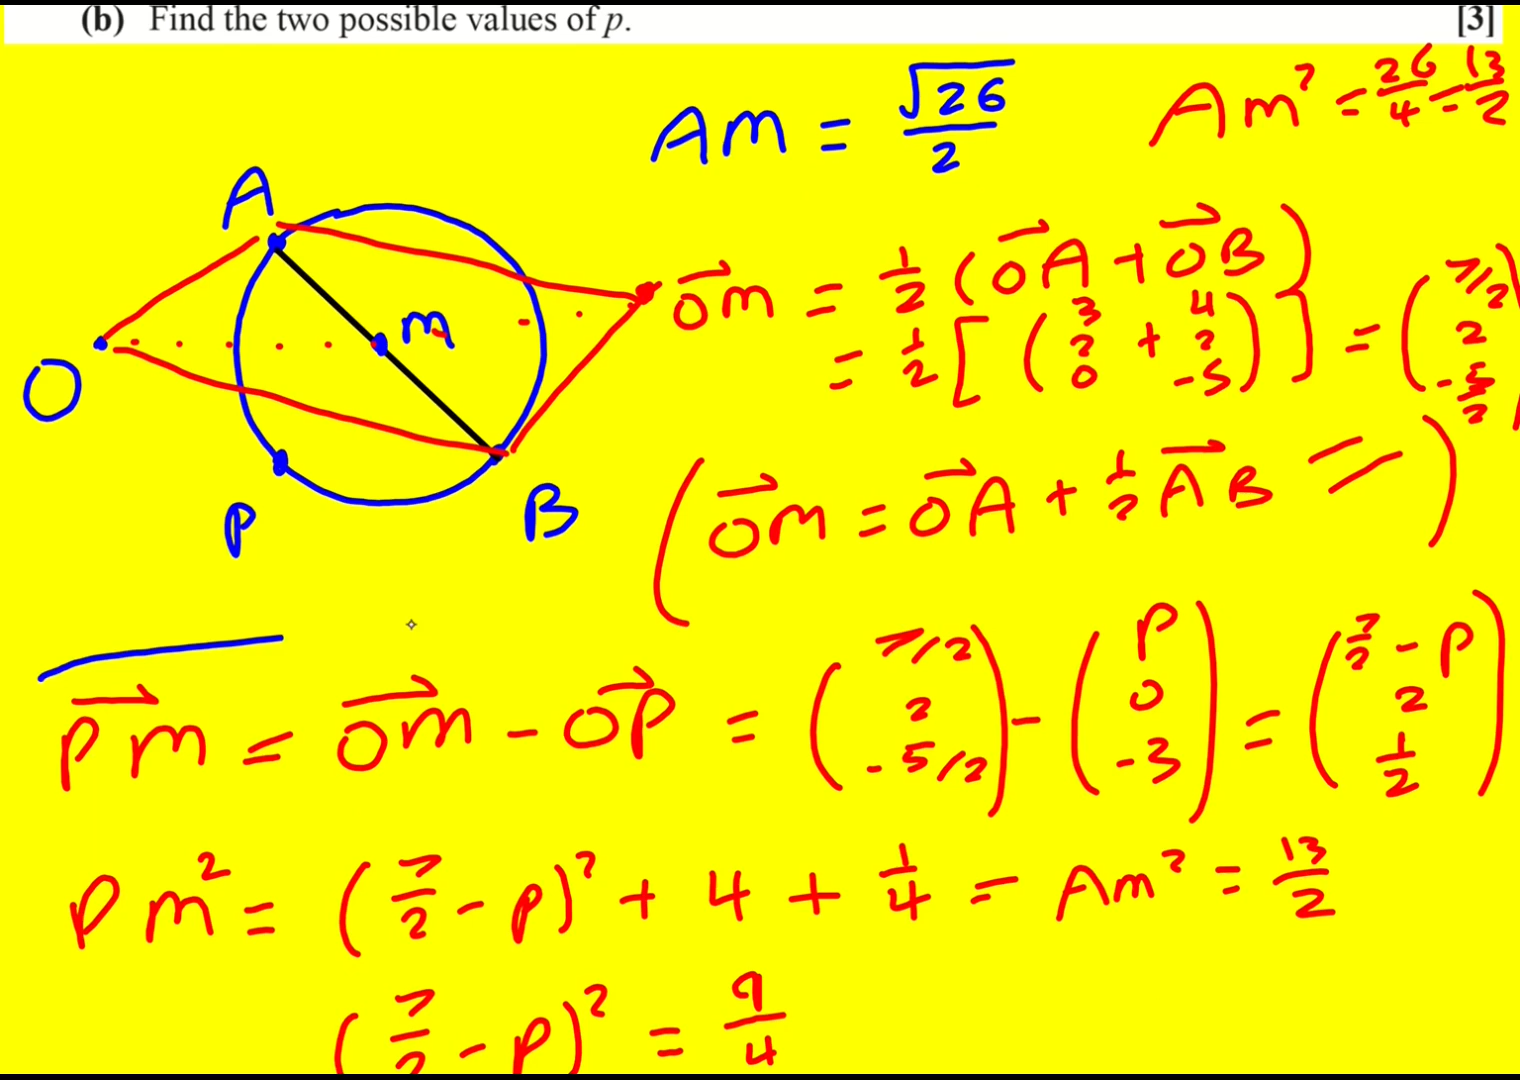 (b) Find the two possible values of p. [3]
Am = √26/2
Am² = 26/4 = 13/2
A
O
m
P
B
→Om = 1/2 (→OA + →OB)
= 1/2 [(3 2 0) + (4 2 -5)] = (7/2 2 -5/2)
(→OM = →OA + 1/2 →AB = )
→Pm = →Om - →OP = (7/2 2 -5/2) - (P 0 -3) = (7/2 - P 2 1/2)
Pm² = (7/2 - p)² + 4 + 1/4 = Am² = 13/2
(7/2 - p)² = 9/4